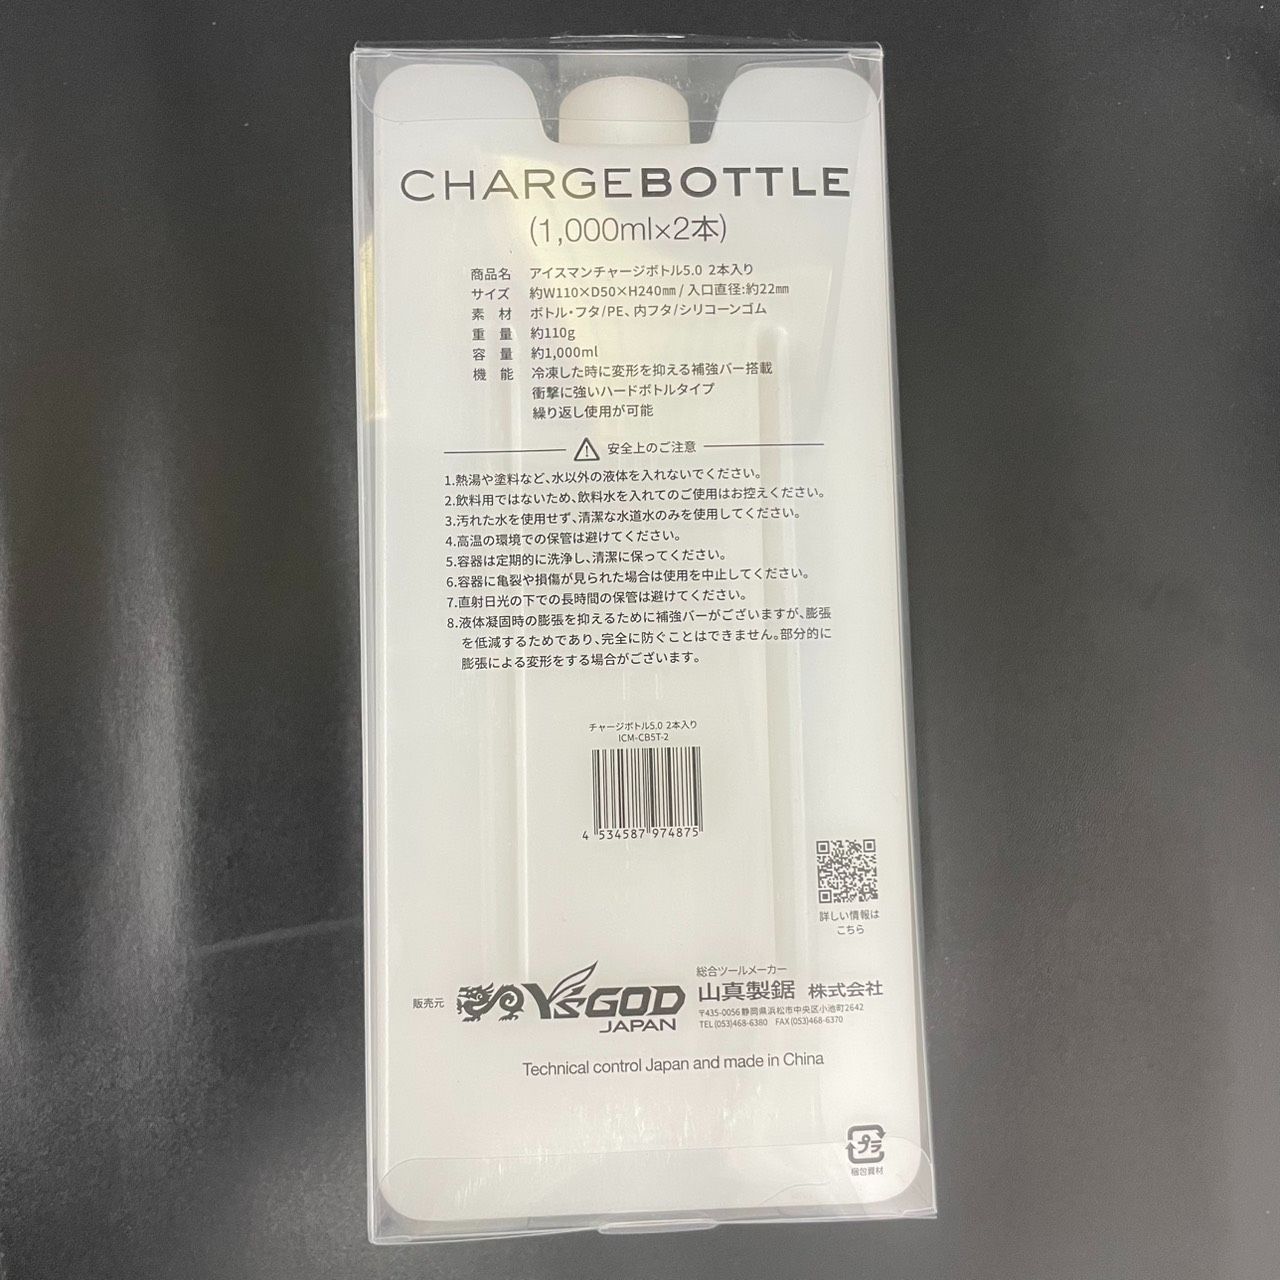 CHARGEBOTTLE
(1,000ml×2本)
商品名 アイスマンチャージボトル5.0 2本入り
サイズ 約W110×D50×H240㎜ / 入口直径:約22㎜
素材 ボトル・フタ/PE、内フタ/シリコーンゴム
重量 約110g
容量 約1,000ml
機能 冷凍した時に変形を抑える補強バー搭載
衝撃に強いハードボトルタイプ
繰り返し使用が可能
安全上のご注意
1.熱湯や塗料など、水以外の液体を入れないでください。
2.飲料用ではないため、飲料水を入れてのご使用はお控えください。
3.汚れた水を使用せず、清潔な水道水のみを使用してください。
4.高温の環境での保管は避けてください。
5.容器は定期的に洗浄し、清潔に保ってください。
6.容器に亀裂や損傷が見られた場合は使用を中止してください。
7.直射日光の下での長時間の保管は避けてください。
8.液体凝固時の膨張を抑えるために補強バーがございますが、膨張
を低減するためであり、完全に防ぐことはできません。部分的に
膨張による変形をする場合がございます。
チャージボトル5.0 2本入り
ICM-CB5T-2
4 534587 974875
詳しい情報は
こちら
販売元
Y'sGOD
JAPAN
総合ツールメーカー
山真製鋸 株式会社
〒435-0056 静岡県浜松市中央区小池町2642
TEL(053)468-6380 FAX(053)468-6370
Technical control Japan and made in China
プラ
梱包資材